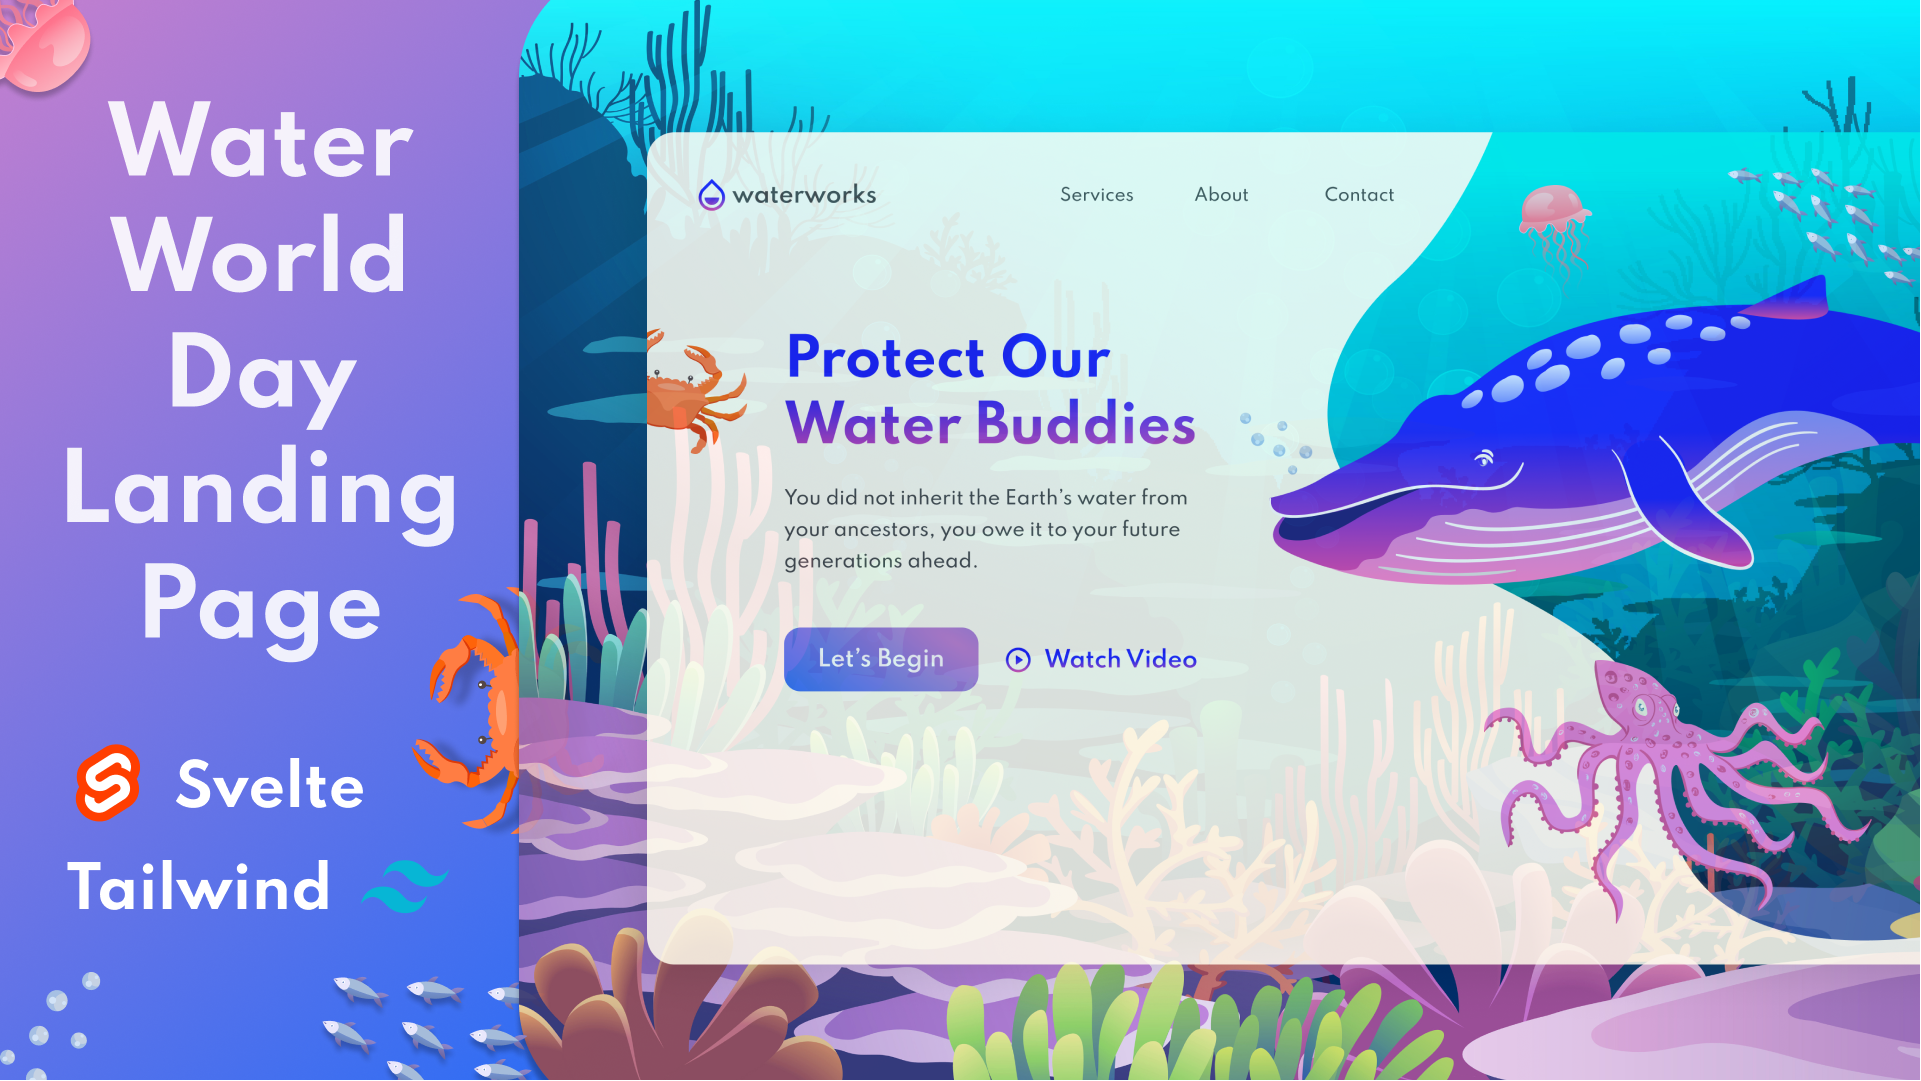 Water
World
Day
Landing
Page
Svelte
Tailwind
waterworks
Services About Contact
Protect Our
Water Buddies
You did not inherit the Earth's water from
your ancestors, you owe it to your future
generations ahead.
Let's Begin Watch Video